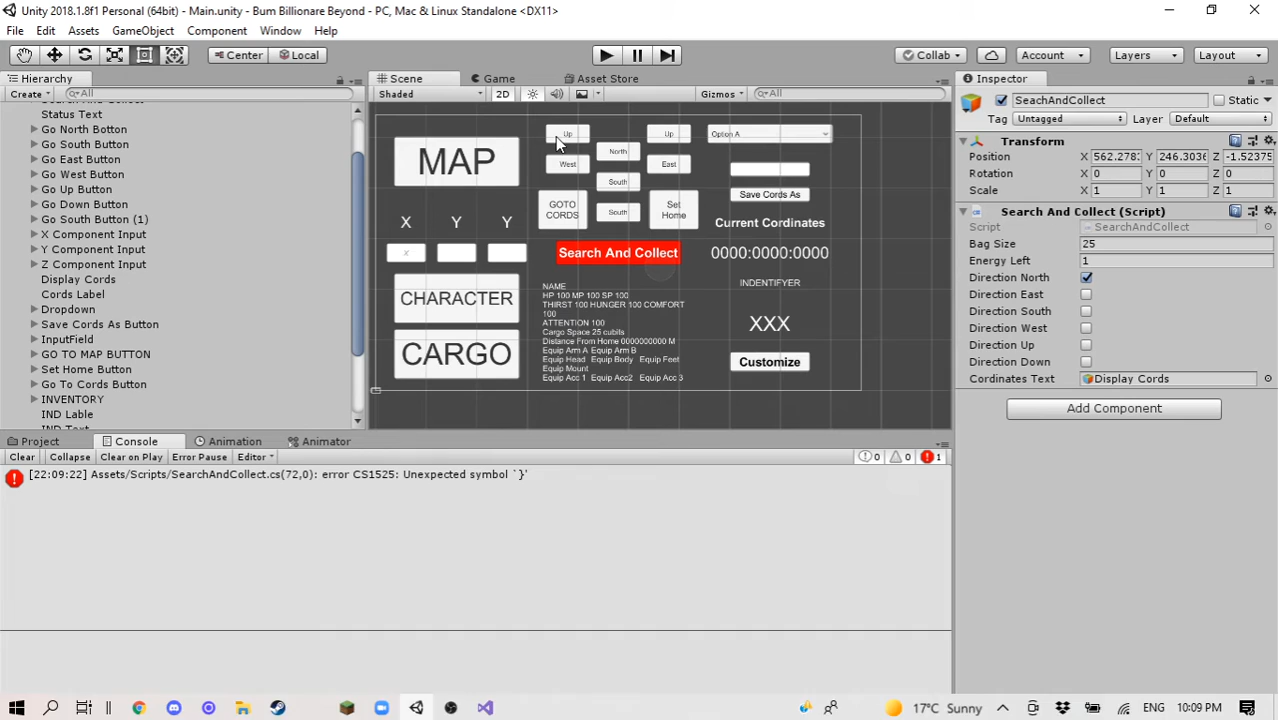 Unity 2018.1.8f1 Personal (64bit) - Main.unity - Bum Billionare Beyond - PC, Mac & Linux Standalone <DX11>
File Edit Assets GameObject Component Window Help
Center Local Collab Account Layers Layout
Hierarchy
Create All
Search And Collect
Status Text
Go North Botton
Go South Button
Go East Button
Go West Button
Go Up Button
Go Down Button
Go South Button (1)
X Component Input
Y Component Input
Z Component Input
Display Cords
Cords Label
Dropdown
Save Cords As Button
InputField
GO TO MAP BUTTON
Set Home Button
Go To Cords Button
INVENTORY
IND Lable
IND Text
Scene Game Asset Store
Shaded 2D Gizmos All
MAP
Up Up Option A
North
West East
South
Save Cords As
GOTO
CORDS
South
Set
Home
X Y Y
Current Cordinates
X
Search And Collect
0000:0000:0000
CHARACTER
CARGO
NAME
HP 100 MP 100 SP 100
THIRST 100 HUNGER 100 COMFORT
100
ATTENTION 100
Cargo Space 25 cubits
Distance From Home 0000000000 M
Equip Arm A Equip Arm B
Equip Head Equip Body Equip Feet
Equip Mount
Equip Acc 1 Equip Acc2 Equip Acc 3
INDENTIFYER
XXX
Customize
Inspector
SeachAndCollect Static
Tag Untagged Layer Default
Transform
Position X 562.278 Y 246.303 Z -1.52375
Rotation X 0 Y 0 Z 0
Scale X 1 Y 1 Z 1
Search And Collect (Script)
Script SearchAndCollect
Bag Size 25
Energy Left 1
Direction North
Direction East
Direction South
Direction West
Direction Up
Direction Down
Cordinates Text Display Cords
Add Component
Project Console Animation Animator
Clear Collapse Clear on Play Error Pause Editor 0 0 1
[22:09:22] Assets/Scripts/SearchAndCollect.cs(72,0): error CS1525: Unexpected symbol `}'
17°C Sunny ENG 10:09 PM